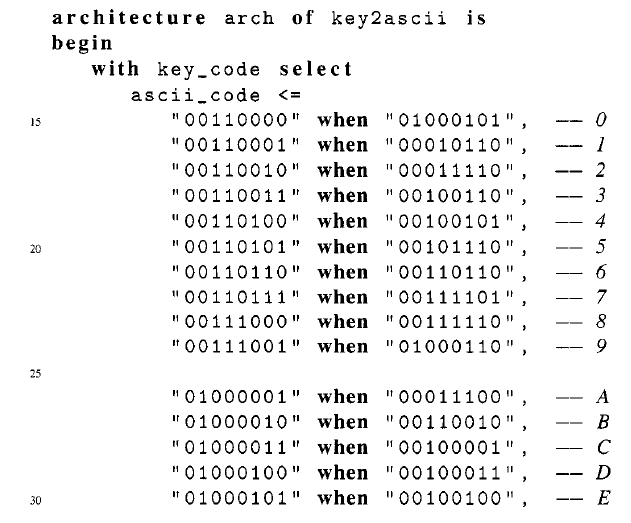 architecture arch of key2ascii is
begin
with key_code select
ascii_code <=
15 "00110000" when "01000101", -- 0
"00110001" when "00010110", -- 1
"00110010" when "00011110", -- 2
"00110011" when "00100110", -- 3
"00110100" when "00100101", -- 4
20 "00110101" when "00101110", -- 5
"00110110" when "00110110", -- 6
"00110111" when "00111101", -- 7
"00111000" when "00111110", -- 8
"00111001" when "01000110", -- 9
25
"01000001" when "00011100", -- A
"01000010" when "00110010", -- B
"01000011" when "00100001", -- C
"01000100" when "00100011", -- D
30 "01000101" when "00100100", -- E